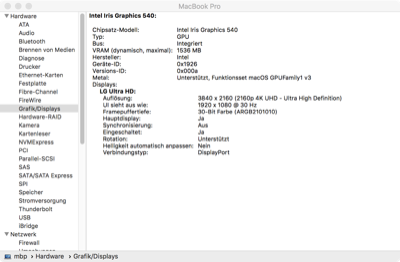 MacBook Pro
Hardware
ATA
Audio
Bluetooth
Brennen von Medien
Diagnose
Drucker
Ethernet-Karten
Festplatte
Fibre-Channel
FireWire
Grafik/Displays
Hardware-RAID
Kamera
Kartenleser
NVMExpress
PCI
Parallel-SCSI
SAS
SATA/SATA Express
SPI
Speicher
Stromversorgung
Thunderbolt
USB
iBridge
Netzwerk
Firewall
Intel Iris Graphics 540:
Chipsatz-Modell: Intel Iris Graphics 540
Typ: GPU
Bus: Integriert
VRAM (dynamisch, maximal): 1536 MB
Hersteller: Intel
Geräte-ID: 0x1926
Versions-ID: 0x000a
Metal: Unterstützt, Funktionsset macOS GPUFamily1 v3
Displays:
LG Ultra HD:
Auflösung: 3840 x 2160 (2160p 4K UHD - Ultra High Definition)
UI sieht aus wie: 1920 x 1080 @ 30 Hz
Framepuffertiefe: 30-Bit Farbe (ARGB2101010)
Hauptdisplay: Ja
Synchronisierung: Aus
Eingeschaltet: Ja
Rotation: Unterstützt
Helligkeit automatisch anpassen: Nein
Verbindungstyp: DisplayPort
mbp › Hardware › Grafik/Displays